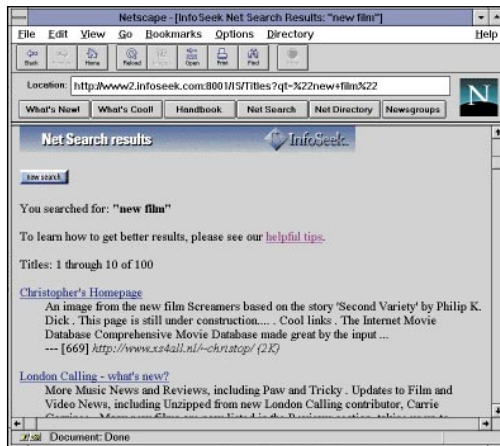 Netscape - [InfoSeek Net Search Results: "new film"]
File Edit View Go Bookmarks Options Directory Help
Back Home Reload Open Print Find
Location: http://www2.infoseek.com:8001/IS/Titles?qt=%22new+film%22
What's New! What's Cool! Handbook Net Search Net Directory Newsgroups
N
Net Search results InfoSeek
new search
You searched for: "new film"
To learn how to get better results, please see our helpful tips.
Titles: 1 through 10 of 100
Christopher's Homepage
An image from the new film Screamers based on the story 'Second Variety' by Philip K.
Dick . This page is still under construction.... . Cool links . The Internet Movie
Database Comprehensive Movie Database made great by the input ...
--- [669] http://www.xs4all.nl/~christop/ (2K)
London Calling - what's new?
More Music News and Reviews, including Paw and Tricky . Updates to Film and
Video News, including Unzipped from new London Calling contributor, Carrie
Document: Done